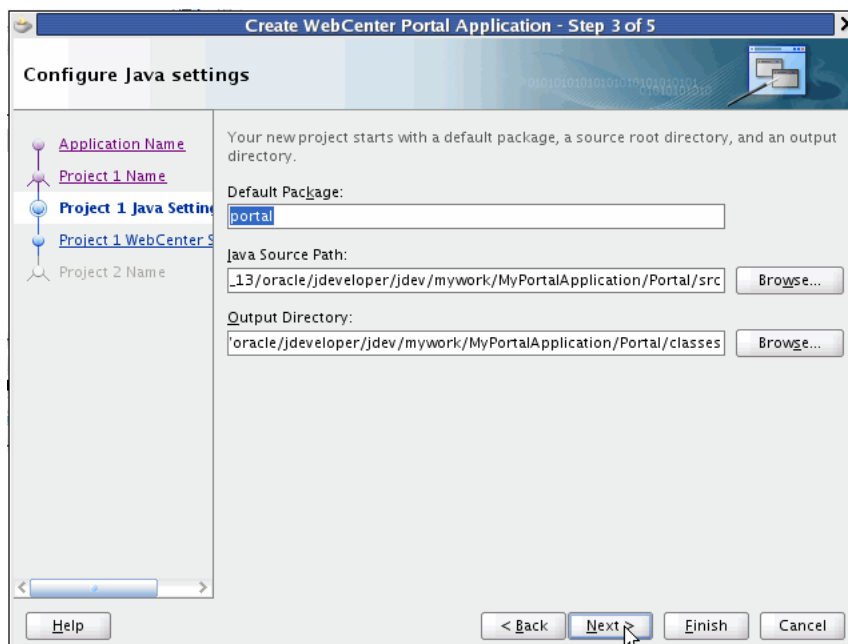 Create WebCenter Portal Application - Step 3 of 5
Configure Java settings
Application Name
Project 1 Name
Project 1 Java Setting
Project 1 WebCenter S
Project 2 Name
Your new project starts with a default package, a source root directory, and an output
directory.
Default Package:
portal
Java Source Path:
_13/oracle/jdeveloper/jdev/mywork/MyPortalApplication/Portal/src
Browse...
Output Directory:
'oracle/jdeveloper/jdev/mywork/MyPortalApplication/Portal/classes
Browse...
Help
< Back
Next >
Finish
Cancel